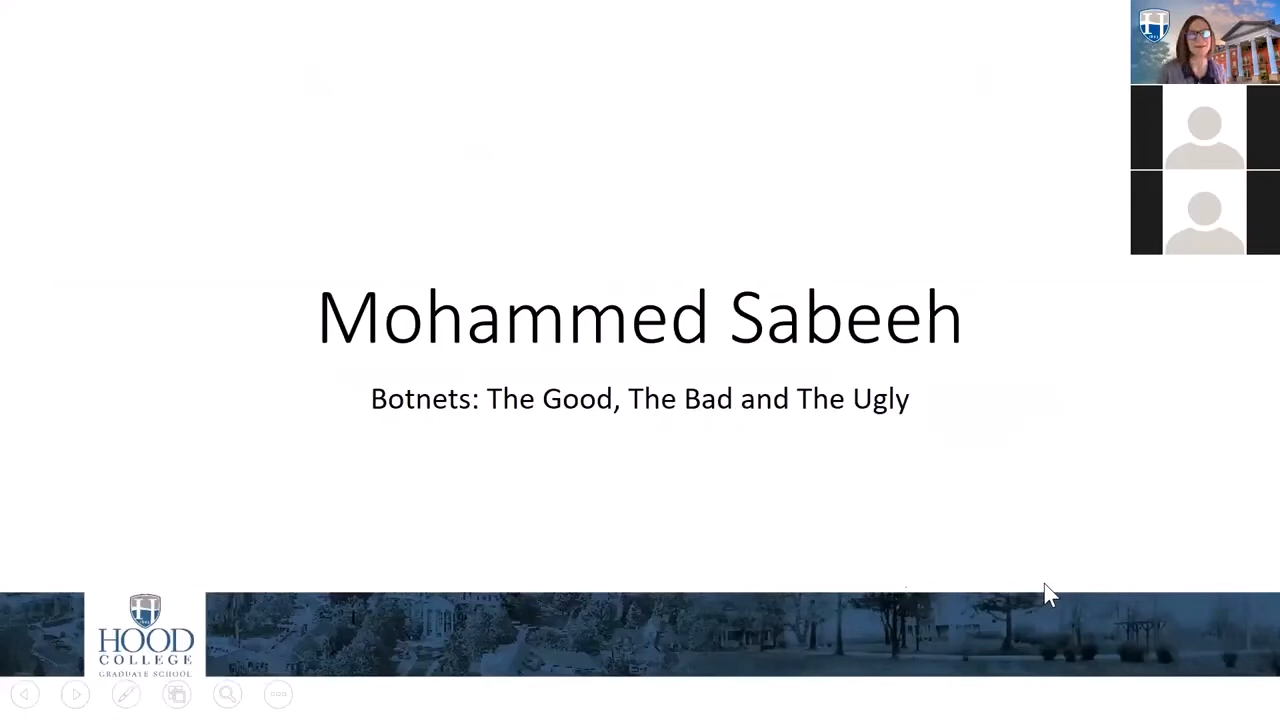 Mohammed Sabeeh
Botnets: The Good, The Bad and The Ugly
H
HOOD
COLLEGE
GRADUATE SCHOOL